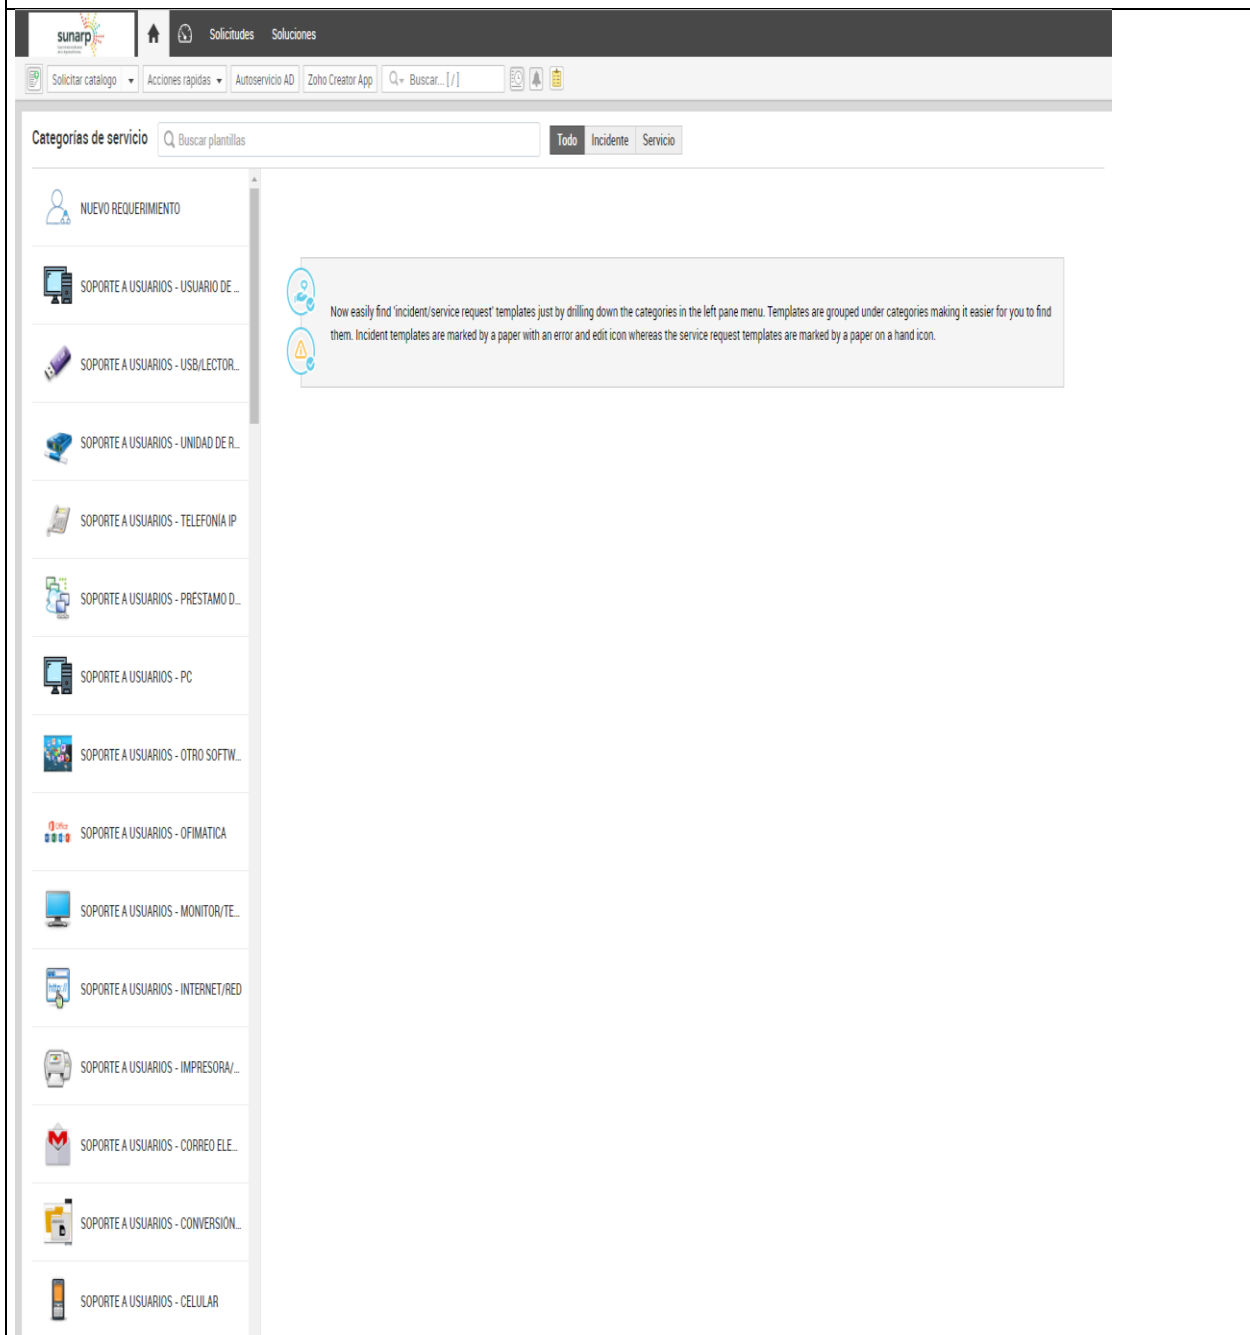 sunarp
Solicitudes
Soluciones
Solicitar catálogo
Acciones rapidas
Autoservicio AD
Zoho Creator App
Buscar... [ / ]
Categorías de servicio
Buscar plantillas
Todo
Incidente
Servicio
NUEVO REQUERIMIENTO
SOPORTE A USUARIOS - USUARIO DE ...
SOPORTE A USUARIOS - USB/LECTOR...
SOPORTE A USUARIOS - UNIDAD DE R...
SOPORTE A USUARIOS - TELEFONÍA IP
SOPORTE A USUARIOS - PRÉSTAMO D...
SOPORTE A USUARIOS - PC
SOPORTE A USUARIOS - OTRO SOFTW...
Office
SOPORTE A USUARIOS - OFIMATICA
SOPORTE A USUARIOS - MONITOR/TE...
http://
SOPORTE A USUARIOS - INTERNET/RED
SOPORTE A USUARIOS - IMPRESORA/...
SOPORTE A USUARIOS - CORREO ELE...
SOPORTE A USUARIOS - CONVERSIÓN...
SOPORTE A USUARIOS - CELULAR
Now easily find 'incident/service request' templates just by drilling down the categories in the left pane menu. Templates are grouped under categories making it easier for you to find
them. Incident templates are marked by a paper with an error and edit icon whereas the service request templates are marked by a paper on a hand icon.